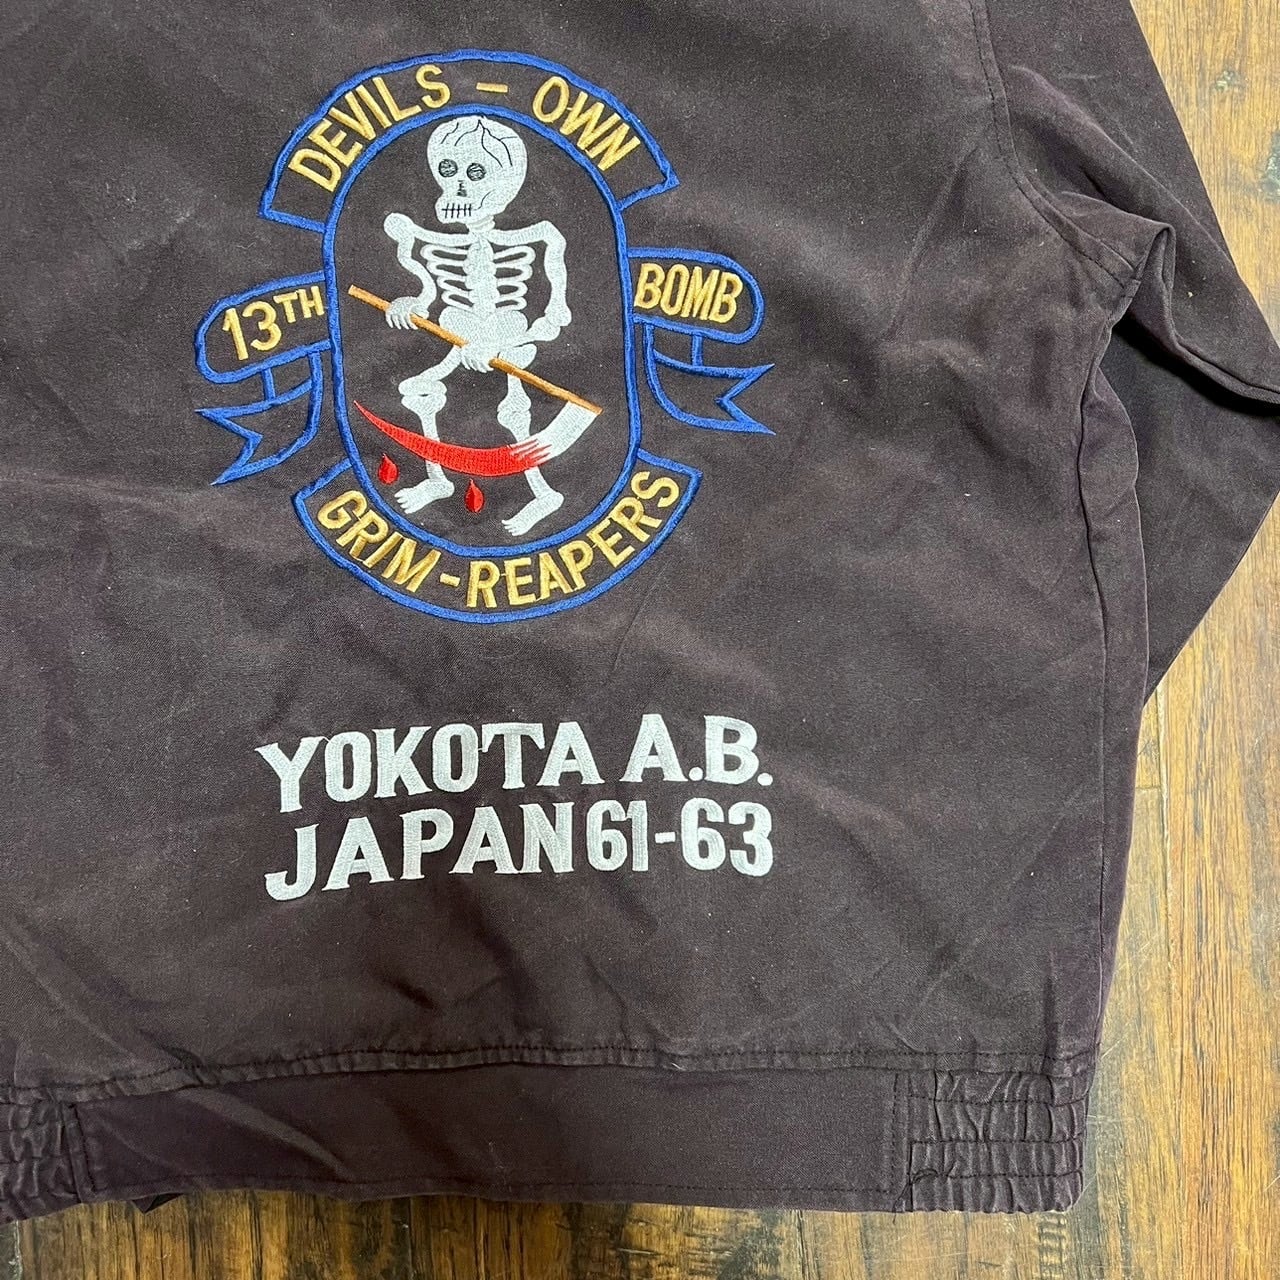 DEVILS - OWN
13TH BOMB
GRIM-REAPERS
YOKOTA A.B.
JAPAN 61-63